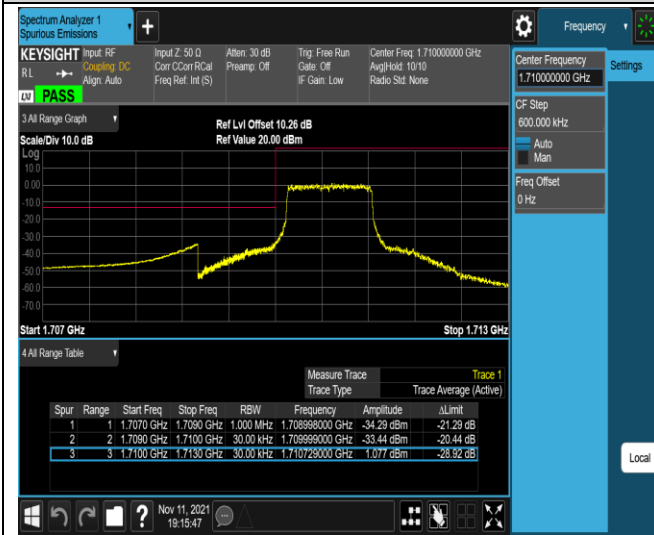 Spectrum Analyzer 1
Spurious Emissions
Frequency
KEYSIGHT Input: RF Input Z: 50 Ω Atten: 30 dB Trig: Free Run Center Freq: 1.710000000 GHz
RL Coupling: DC Corr CCorr RCal Preamp: Off Gate: Off Avg|Hold: 10/10
Align: Auto Freq Ref: Int (S) IF Gain: Low Radio Std: None
LXI PASS
Center Frequency
1.710000000 GHz
Settings
CF Step
600.000 kHz
Auto
Man
Freq Offset
0 Hz
3 All Range Graph
Ref Lvl Offset 10.26 dB
Scale/Div 10.0 dB Ref Value 20.00 dBm
Log
10.0
0.00
-10.0
-20.0
-30.0
-40.0
-50.0
-60.0
-70.0
Start 1.707 GHz Stop 1.713 GHz
4 All Range Table
Measure Trace Trace 1
Trace Type Trace Average (Active)
Spur Range Start Freq Stop Freq RBW Frequency Amplitude ΔLimit
1 1 1.7070 GHz 1.7090 GHz 1.000 MHz 1.708998000 GHz -34.29 dBm -21.29 dB
2 2 1.7090 GHz 1.7100 GHz 30.00 kHz 1.709999000 GHz -33.44 dBm -20.44 dB
3 3 1.7100 GHz 1.7130 GHz 30.00 kHz 1.710729000 GHz 1.077 dBm -28.92 dB
Local
Nov 11, 2021
19:15:47